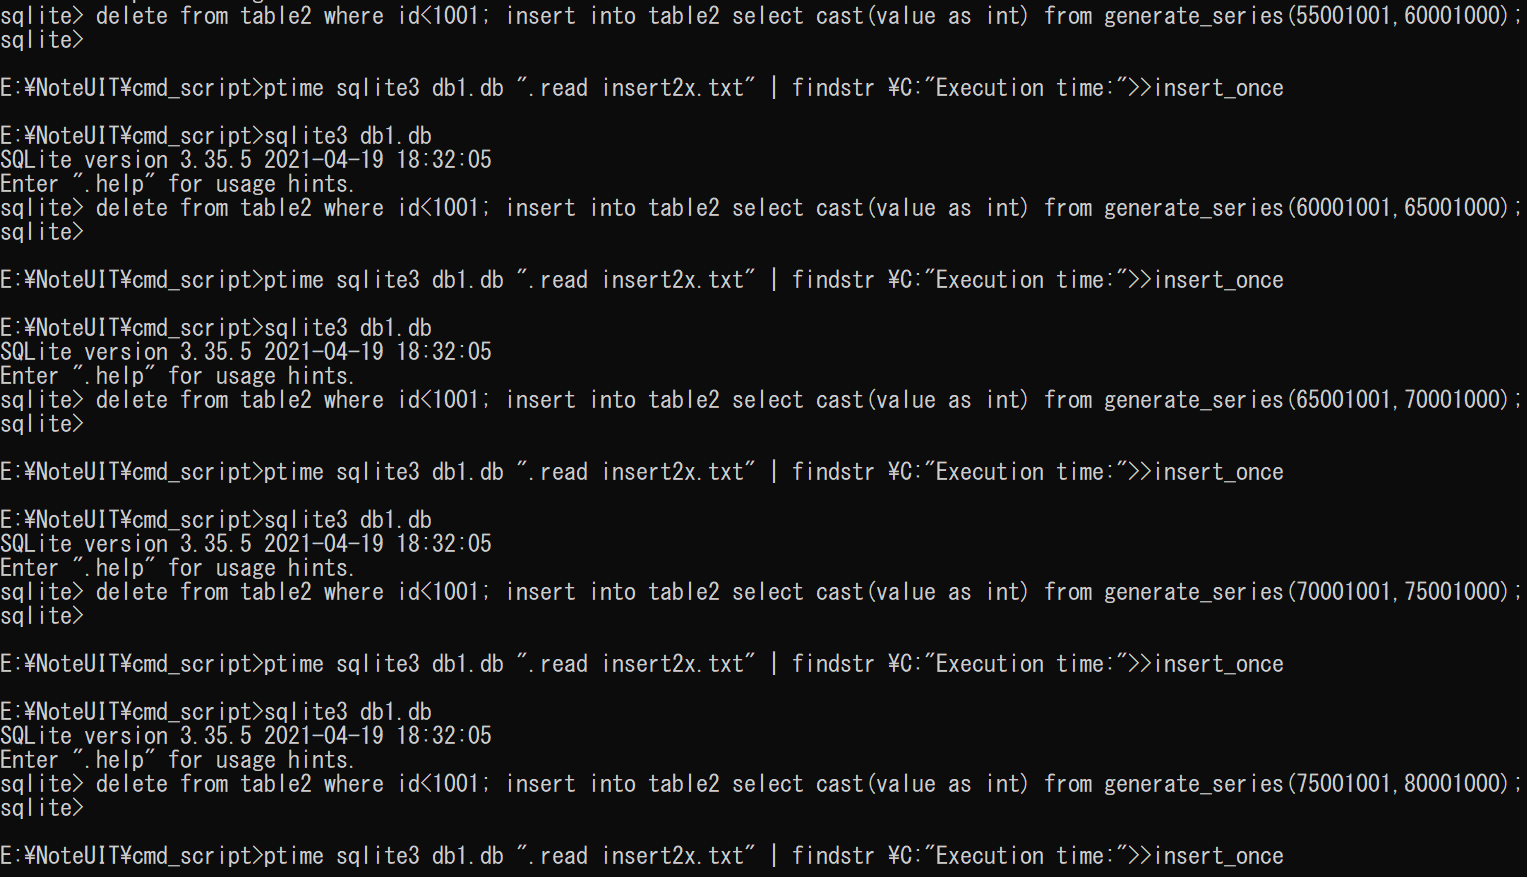 sqlite> delete from table2 where id<1001; insert into table2 select cast(value as int) from generate_series(55001001,60001000);
sqlite>
E:¥NoteUIT¥cmd_script>ptime sqlite3 db1.db ".read insert2x.txt" | findstr ¥C:"Execution time:">>insert_once
E:¥NoteUIT¥cmd_script>sqlite3 db1.db
SQLite version 3.35.5 2021-04-19 18:32:05
Enter ".help" for usage hints.
sqlite> delete from table2 where id<1001; insert into table2 select cast(value as int) from generate_series(60001001,65001000);
sqlite>
E:¥NoteUIT¥cmd_script>ptime sqlite3 db1.db ".read insert2x.txt" | findstr ¥C:"Execution time:">>insert_once
E:¥NoteUIT¥cmd_script>sqlite3 db1.db
SQLite version 3.35.5 2021-04-19 18:32:05
Enter ".help" for usage hints.
sqlite> delete from table2 where id<1001; insert into table2 select cast(value as int) from generate_series(65001001,70001000);
sqlite>
E:¥NoteUIT¥cmd_script>ptime sqlite3 db1.db ".read insert2x.txt" | findstr ¥C:"Execution time:">>insert_once
E:¥NoteUIT¥cmd_script>sqlite3 db1.db
SQLite version 3.35.5 2021-04-19 18:32:05
Enter ".help" for usage hints.
sqlite> delete from table2 where id<1001; insert into table2 select cast(value as int) from generate_series(70001001,75001000);
sqlite>
E:¥NoteUIT¥cmd_script>ptime sqlite3 db1.db ".read insert2x.txt" | findstr ¥C:"Execution time:">>insert_once
E:¥NoteUIT¥cmd_script>sqlite3 db1.db
SQLite version 3.35.5 2021-04-19 18:32:05
Enter ".help" for usage hints.
sqlite> delete from table2 where id<1001; insert into table2 select cast(value as int) from generate_series(75001001,80001000);
sqlite>
E:¥NoteUIT¥cmd_script>ptime sqlite3 db1.db ".read insert2x.txt" | findstr ¥C:"Execution time:">>insert_once